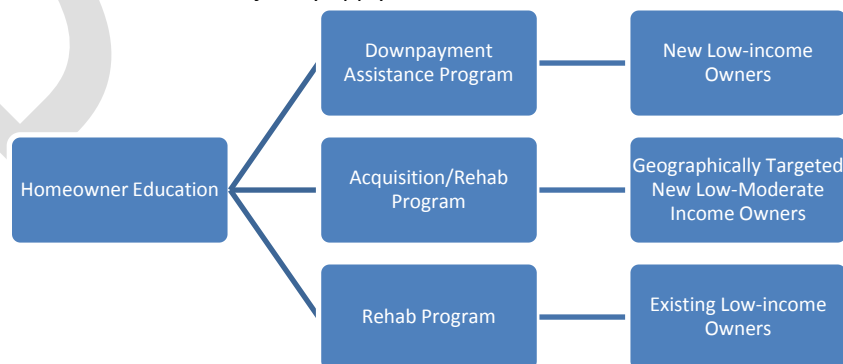 Downpayment
Assistance Program
New Low-income
Owners
Homeowner Education
Acquisition/Rehab
Program
Geographically Targeted
New Low-Moderate
Income Owners
Rehab Program
Existing Low-income
Owners